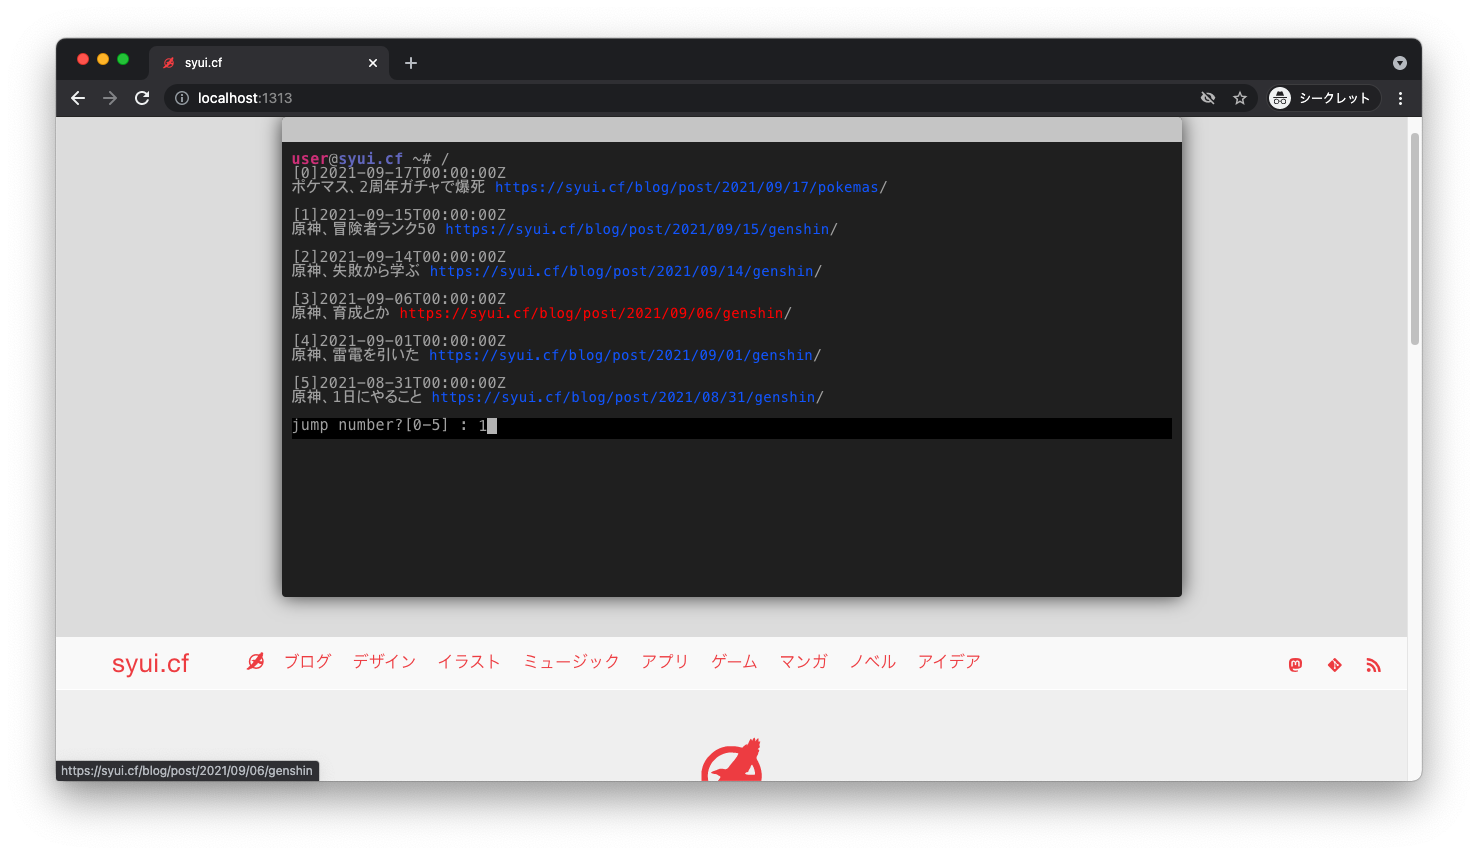 syui.cf
localhost:1313
シークレット
user@syui.cf ~# /
[0]2021-09-17T00:00:00Z
ポケマス、2周年ガチャで爆死 https://syui.cf/blog/post/2021/09/17/pokemas/
[1]2021-09-15T00:00:00Z
原神、冒険者ランク50 https://syui.cf/blog/post/2021/09/15/genshin/
[2]2021-09-14T00:00:00Z
原神、失敗から学ぶ https://syui.cf/blog/post/2021/09/14/genshin/
[3]2021-09-06T00:00:00Z
原神、育成とか https://syui.cf/blog/post/2021/09/06/genshin/
[4]2021-09-01T00:00:00Z
原神、雷電を引いた https://syui.cf/blog/post/2021/09/01/genshin/
[5]2021-08-31T00:00:00Z
原神、1日にやること https://syui.cf/blog/post/2021/08/31/genshin/
jump number?[0-5] : 1
syui.cf ブログ デザイン イラスト ミュージック アプリ ゲーム マンガ ノベル アイデア
https://syui.cf/blog/post/2021/09/06/genshin